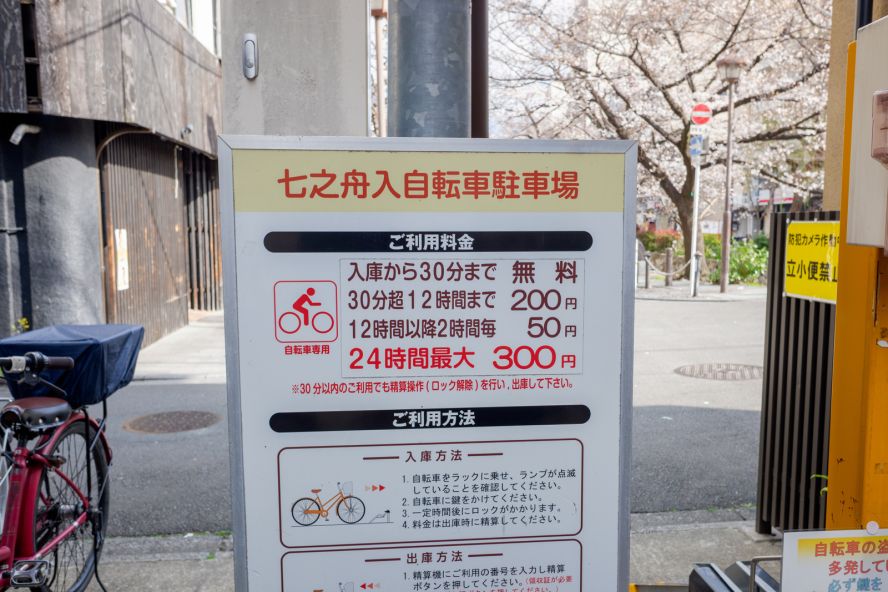 七之舟入自転車駐車場
ご利用料金
入庫から30分まで 無料
30分超12時間まで 200円
12時間以降2時間毎 50円
24時間最大 300円
自転車専用
※30分以内のご利用でも精算操作(ロック解除)を行い,出庫して下さい。
ご利用方法
入庫方法
1. 自転車をラックに乗せ、ランプが点滅
していることを確認してください。
2. 自転車に鍵をかけてください。
3. 一定時間後にロックがかかります。
4. 料金は出庫時に精算してください。
出庫方法
1. 精算機にご利用の番号を入力し精算
ボタンを押してください。(領収証が必要
防犯カメラ作
立小便禁止
自転車の盗
多発してい
必ず鍵を